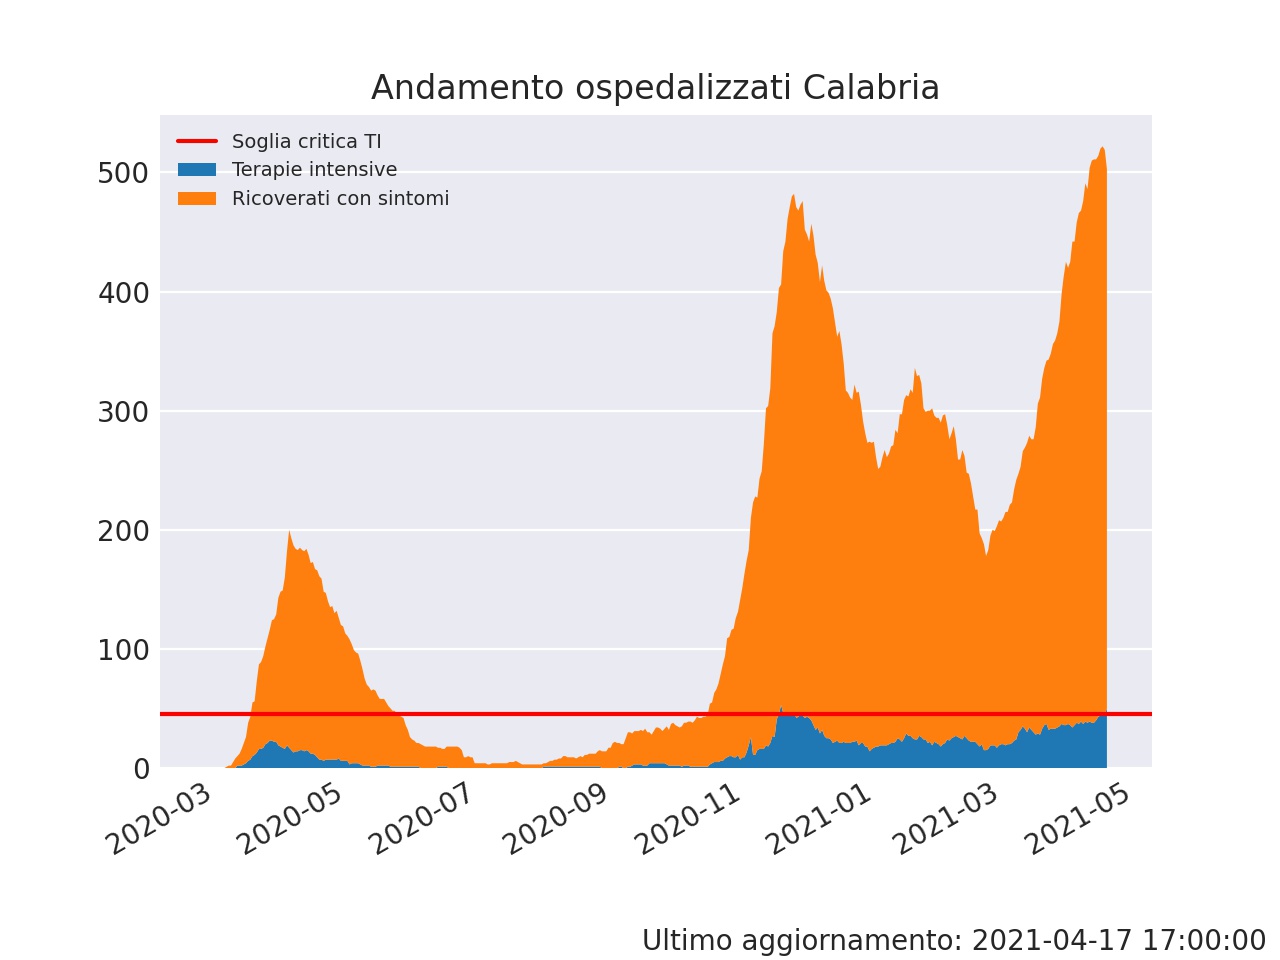 Andamento ospedalizzati Calabria
Soglia critica TI
Terapie intensive
Ricoverati con sintomi
500
400
300
200
100
0
2020-03
2020-05
2020-07
2020-09
2020-11
2021-01
2021-03
2021-05
Ultimo aggiornamento: 2021-04-17 17:00:00